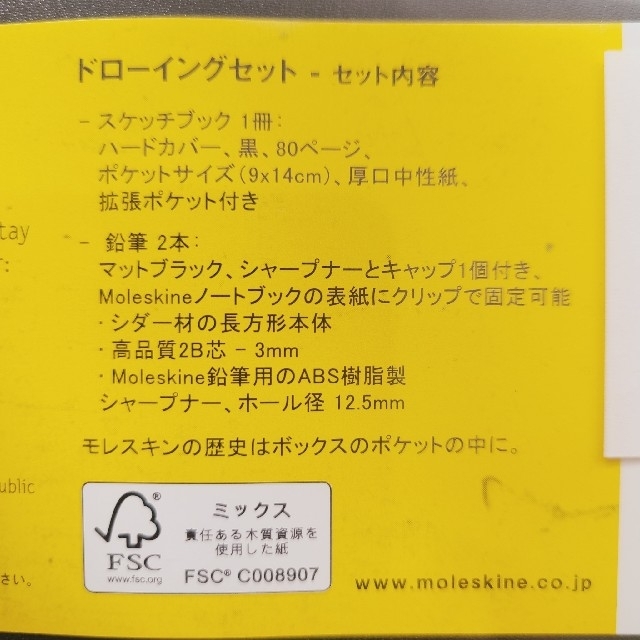 ドローイングセット - セット内容
- スケッチブック 1冊:
ハードカバー、黒、80ページ、
ポケットサイズ(9x14cm)、厚口中性紙、
拡張ポケット付き
tay
r:
- 鉛筆 2本:
マットブラック、シャープナーとキャップ1個付き、
Moleskineノートブックの表紙にクリップで固定可能
・シダー材の長方形本体
・高品質2B芯 - 3mm
・Moleskine鉛筆用のABS樹脂製
シャープナー、ホール径 12.5mm
モレスキンの歴史はボックスのポケットの中に。
ublic
さい。
FSC
www.fsc.org
®
ミックス
責任ある木質資源を
使用した紙
FSC® C008907
www.moleskine.co.jp